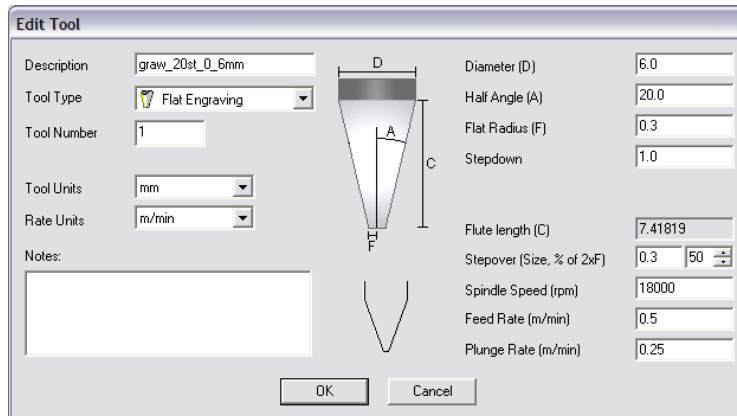 Edit Tool
Description graw_20st_0_6mm
Tool Type Flat Engraving
Tool Number 1
Tool Units mm
Rate Units m/min
Notes:
D
A
C
F
Diameter (D) 6.0
Half Angle (A) 20.0
Flat Radius (F) 0.3
Stepdown 1.0
Flute length (C) 7.41819
Stepover (Size, % of 2xF) 0.3 50
Spindle Speed (rpm) 18000
Feed Rate (m/min) 0.5
Plunge Rate (m/min) 0.25
OK Cancel